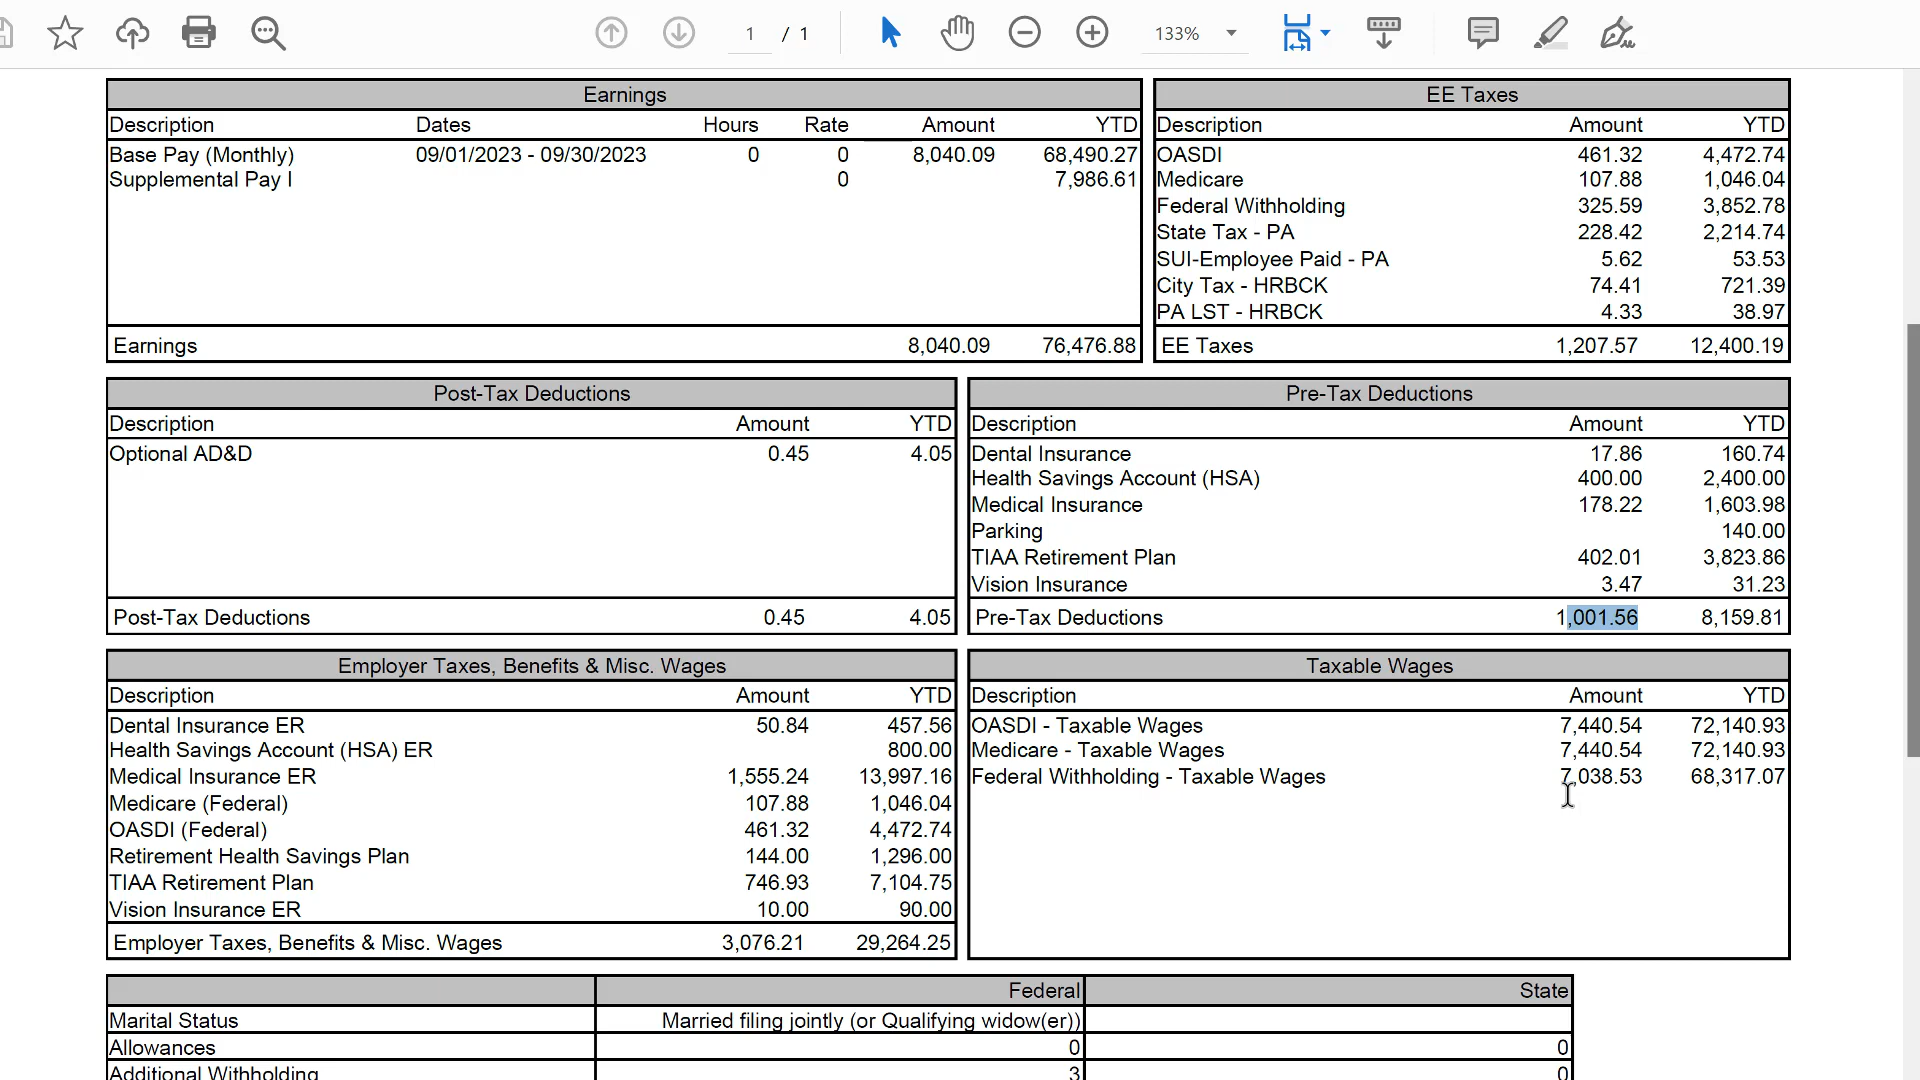 1 / 1 133%
Earnings
Description Dates Hours Rate Amount YTD
Base Pay (Monthly) 09/01/2023 - 09/30/2023 0 0 8,040.09 68,490.27
Supplemental Pay I 0 7,986.61
Earnings 8,040.09 76,476.88
EE Taxes
Description Amount YTD
OASDI 461.32 4,472.74
Medicare 107.88 1,046.04
Federal Withholding 325.59 3,852.78
State Tax - PA 228.42 2,214.74
SUI-Employee Paid - PA 5.62 53.53
City Tax - HRBCK 74.41 721.39
PA LST - HRBCK 4.33 38.97
EE Taxes 1,207.57 12,400.19
Post-Tax Deductions
Description Amount YTD
Optional AD&D 0.45 4.05
Post-Tax Deductions 0.45 4.05
Pre-Tax Deductions
Description Amount YTD
Dental Insurance 17.86 160.74
Health Savings Account (HSA) 400.00 2,400.00
Medical Insurance 178.22 1,603.98
Parking 140.00
TIAA Retirement Plan 402.01 3,823.86
Vision Insurance 3.47 31.23
Pre-Tax Deductions 1,001.56 8,159.81
Employer Taxes, Benefits & Misc. Wages
Description Amount YTD
Dental Insurance ER 50.84 457.56
Health Savings Account (HSA) ER 800.00
Medical Insurance ER 1,555.24 13,997.16
Medicare (Federal) 107.88 1,046.04
OASDI (Federal) 461.32 4,472.74
Retirement Health Savings Plan 144.00 1,296.00
TIAA Retirement Plan 746.93 7,104.75
Vision Insurance ER 10.00 90.00
Employer Taxes, Benefits & Misc. Wages 3,076.21 29,264.25
Taxable Wages
Description Amount YTD
OASDI - Taxable Wages 7,440.54 72,140.93
Medicare - Taxable Wages 7,440.54 72,140.93
Federal Withholding - Taxable Wages 7,038.53 68,317.07
Federal State
Marital Status Married filing jointly (or Qualifying widow(er))
Allowances 0 0
Additional Withholding 3 0